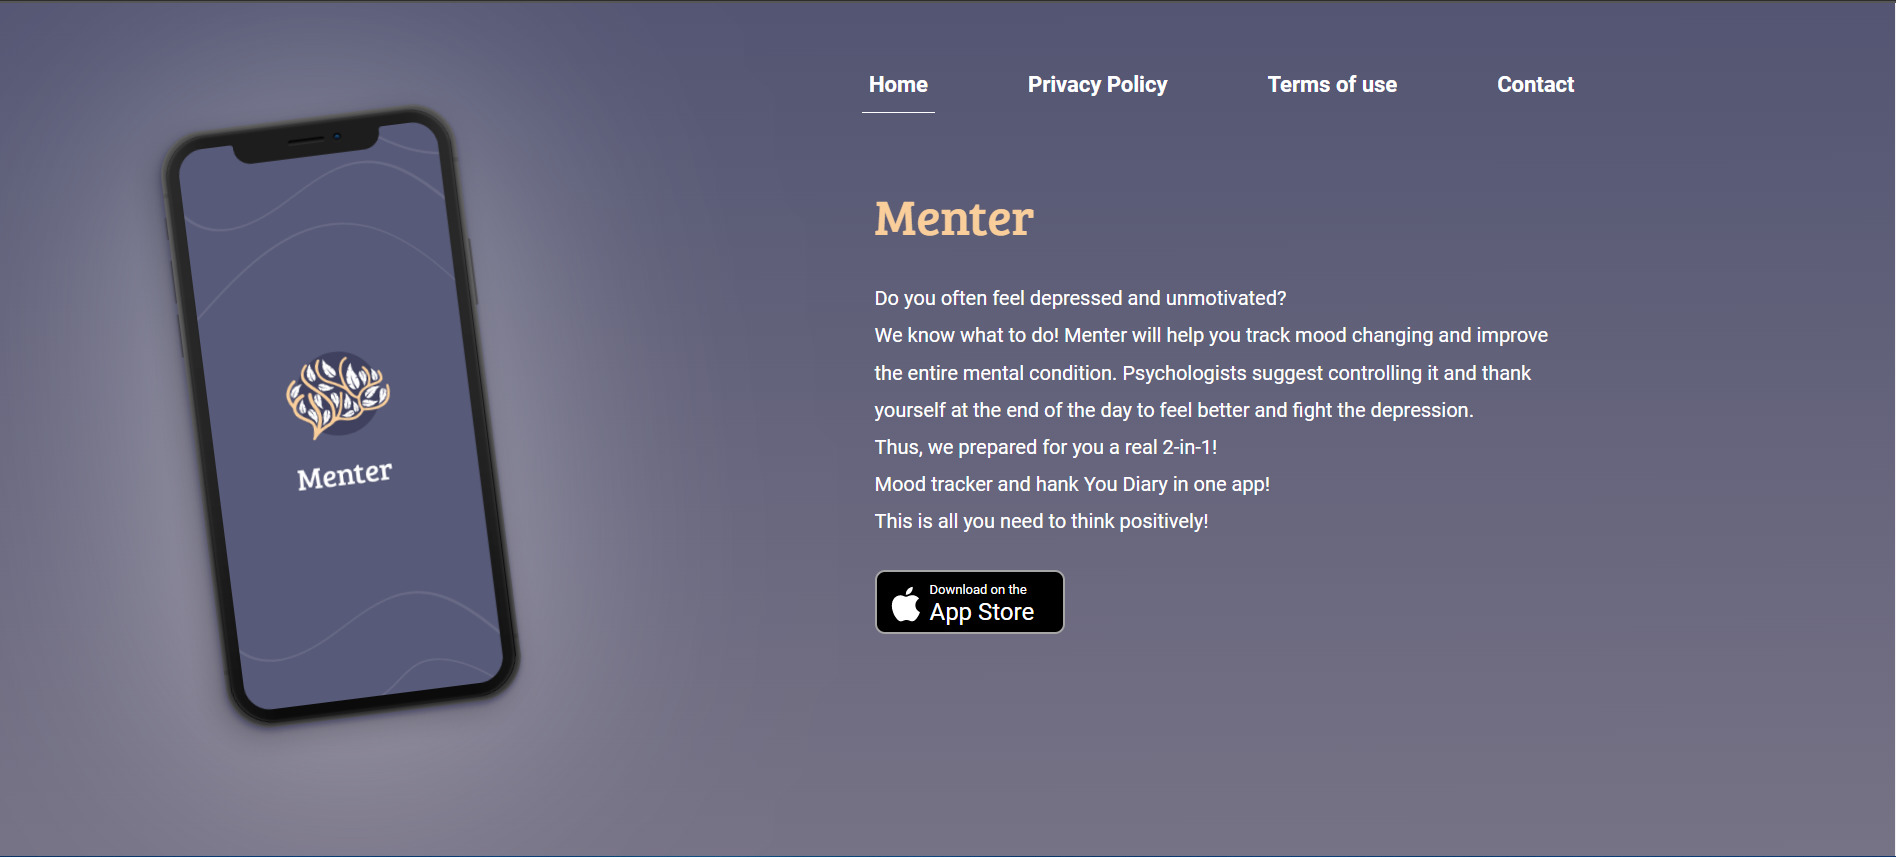 Home
Privacy Policy
Terms of use
Contact
Menter
Menter
Do you often feel depressed and unmotivated?
We know what to do! Menter will help you track mood changing and improve
the entire mental condition. Psychologists suggest controlling it and thank
yourself at the end of the day to feel better and fight the depression.
Thus, we prepared for you a real 2-in-1!
Mood tracker and hank You Diary in one app!
This is all you need to think positively!
Download on the
App Store